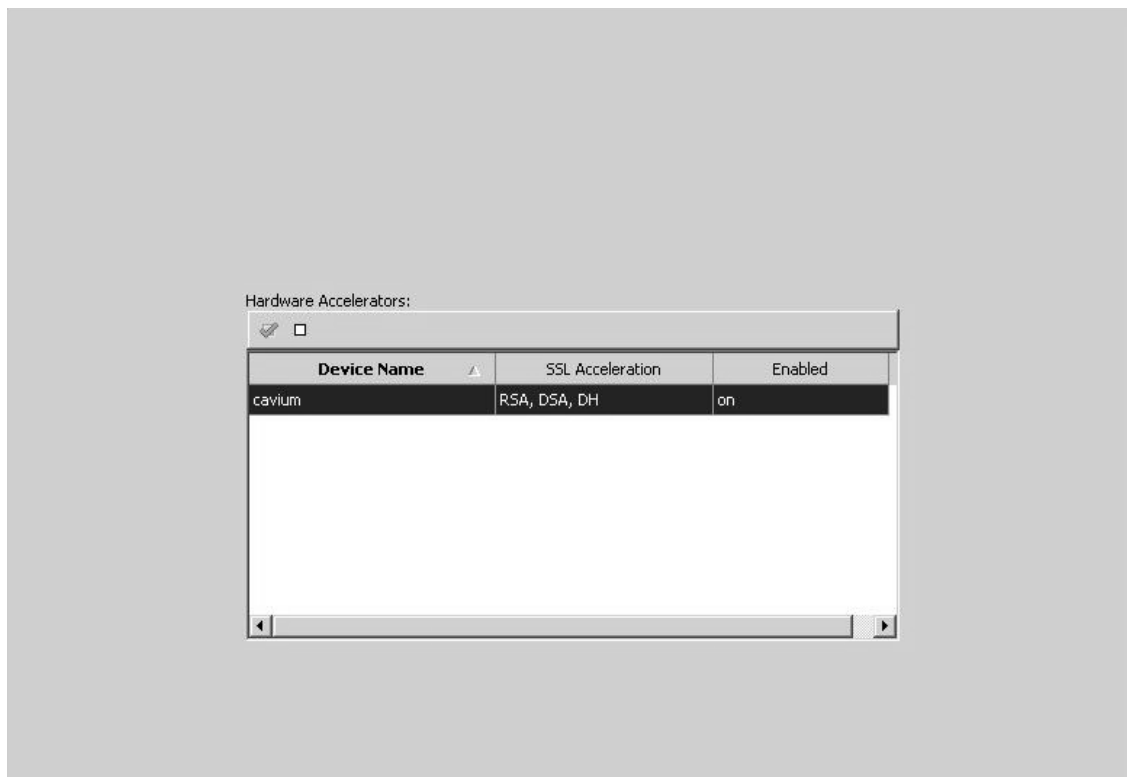 Hardware Accelerators:
Device Name SSL Acceleration Enabled
cavium RSA, DSA, DH on